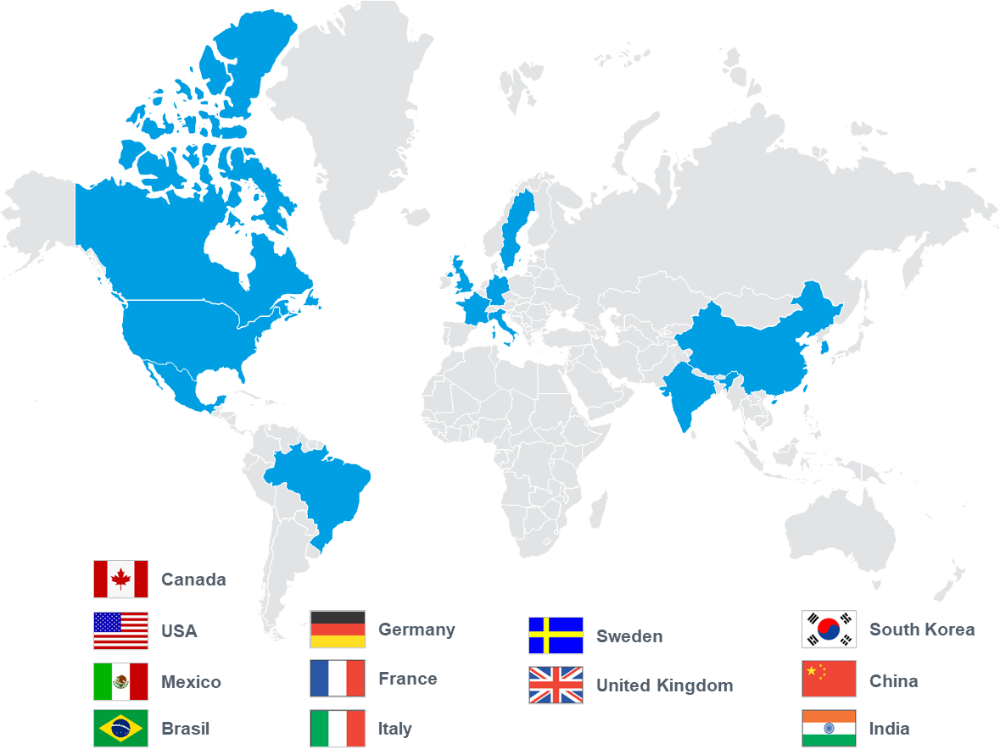 Canada
USA
Mexico
Brasil
Germany
France
Italy
Sweden
United Kingdom
South Korea
China
India